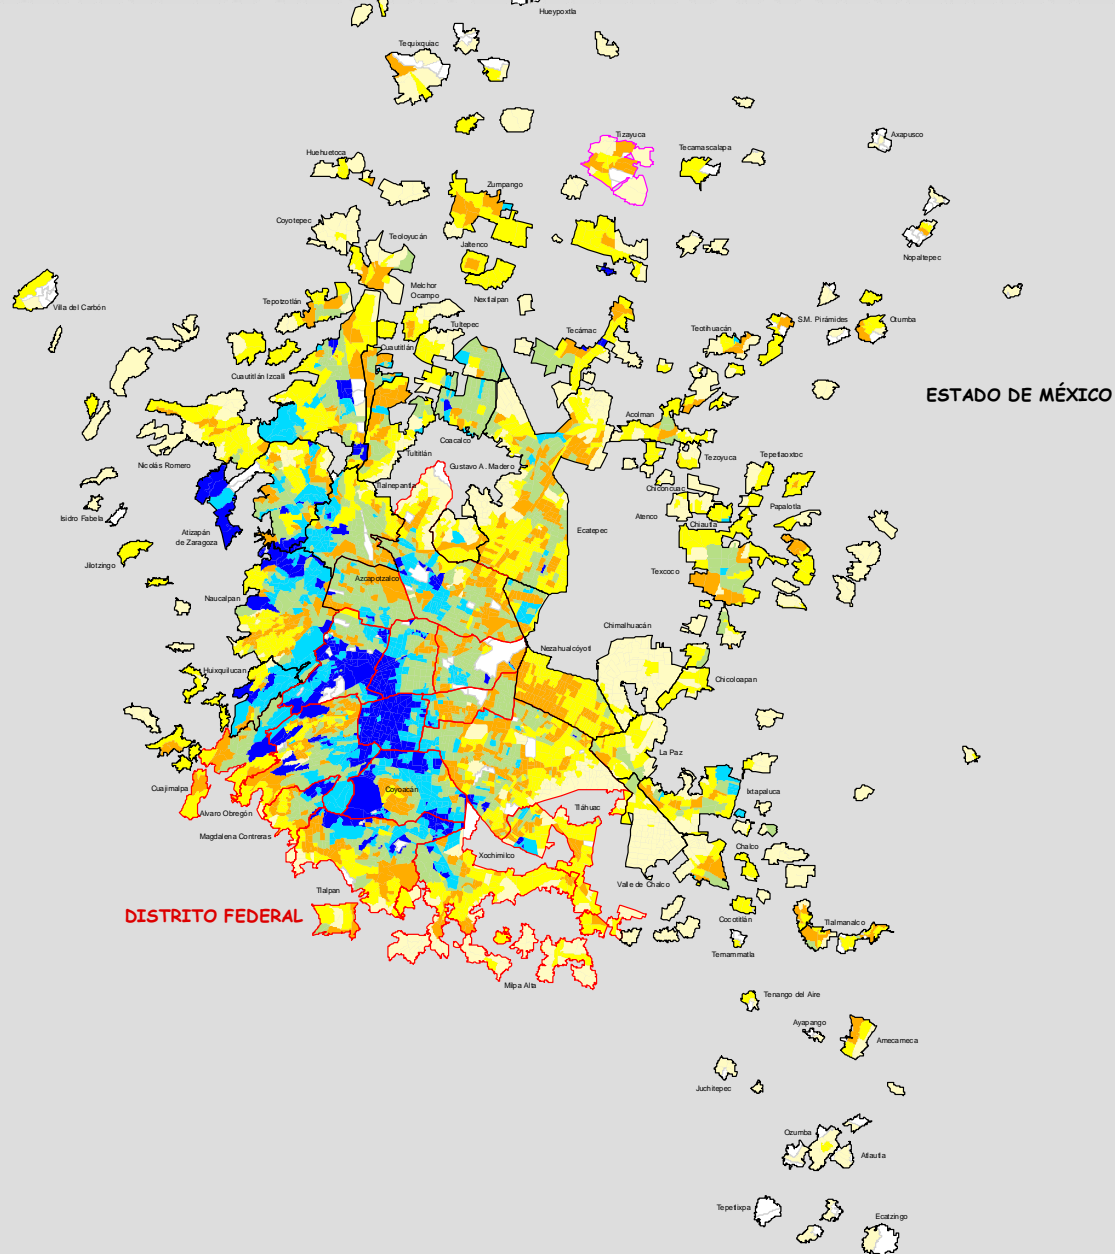 Hueypoxtla
Tequixquiac
Tizayuca
Axapusco
Temascalapa
Huehuetoca
Zumpango
Coyotepec
Teoloyucán
Jaltenco
Nopaltepec
Melchor
Ocampo
Nextlalpan
Villa del Carbón
Tepotzotlán
Tultepec
Tecámac
Teotihuacán
S.M. Pirámides
Otumba
Cuautitlán
Cuautitlán Izcalli
ESTADO DE MÉXICO
Acolman
Coacalco
Tultitlán
Nicolás Romero
Gustavo A. Madero
Tezoyuca
Tepetlaoxtoc
Tlalnepantla
Chiconcuac
Papalotla
Isidro Fabela
Atenco
Chiautla
Atizapán
de Zaragoza
Ecatepec
Jilotzingo
Texcoco
Azcapotzalco
Naucalpan
Chimalhuacán
Nezahualcóyotl
Huixquilucan
Chicoloapan
La Paz
Cuajimalpa
Coyoacán
Ixtapaluca
Alvaro Obregón
Tláhuac
Magdalena Contreras
Chalco
Xochimilco
Tlalpan
Valle de Chalco
DISTRITO FEDERAL
Cocotitlán
Tlalmanalco
Temamatla
Milpa Alta
Tenango del Aire
Ayapango
Amecameca
Juchitepec
Ozumba
Atlautla
Tepetlixpa
Ecatzingo